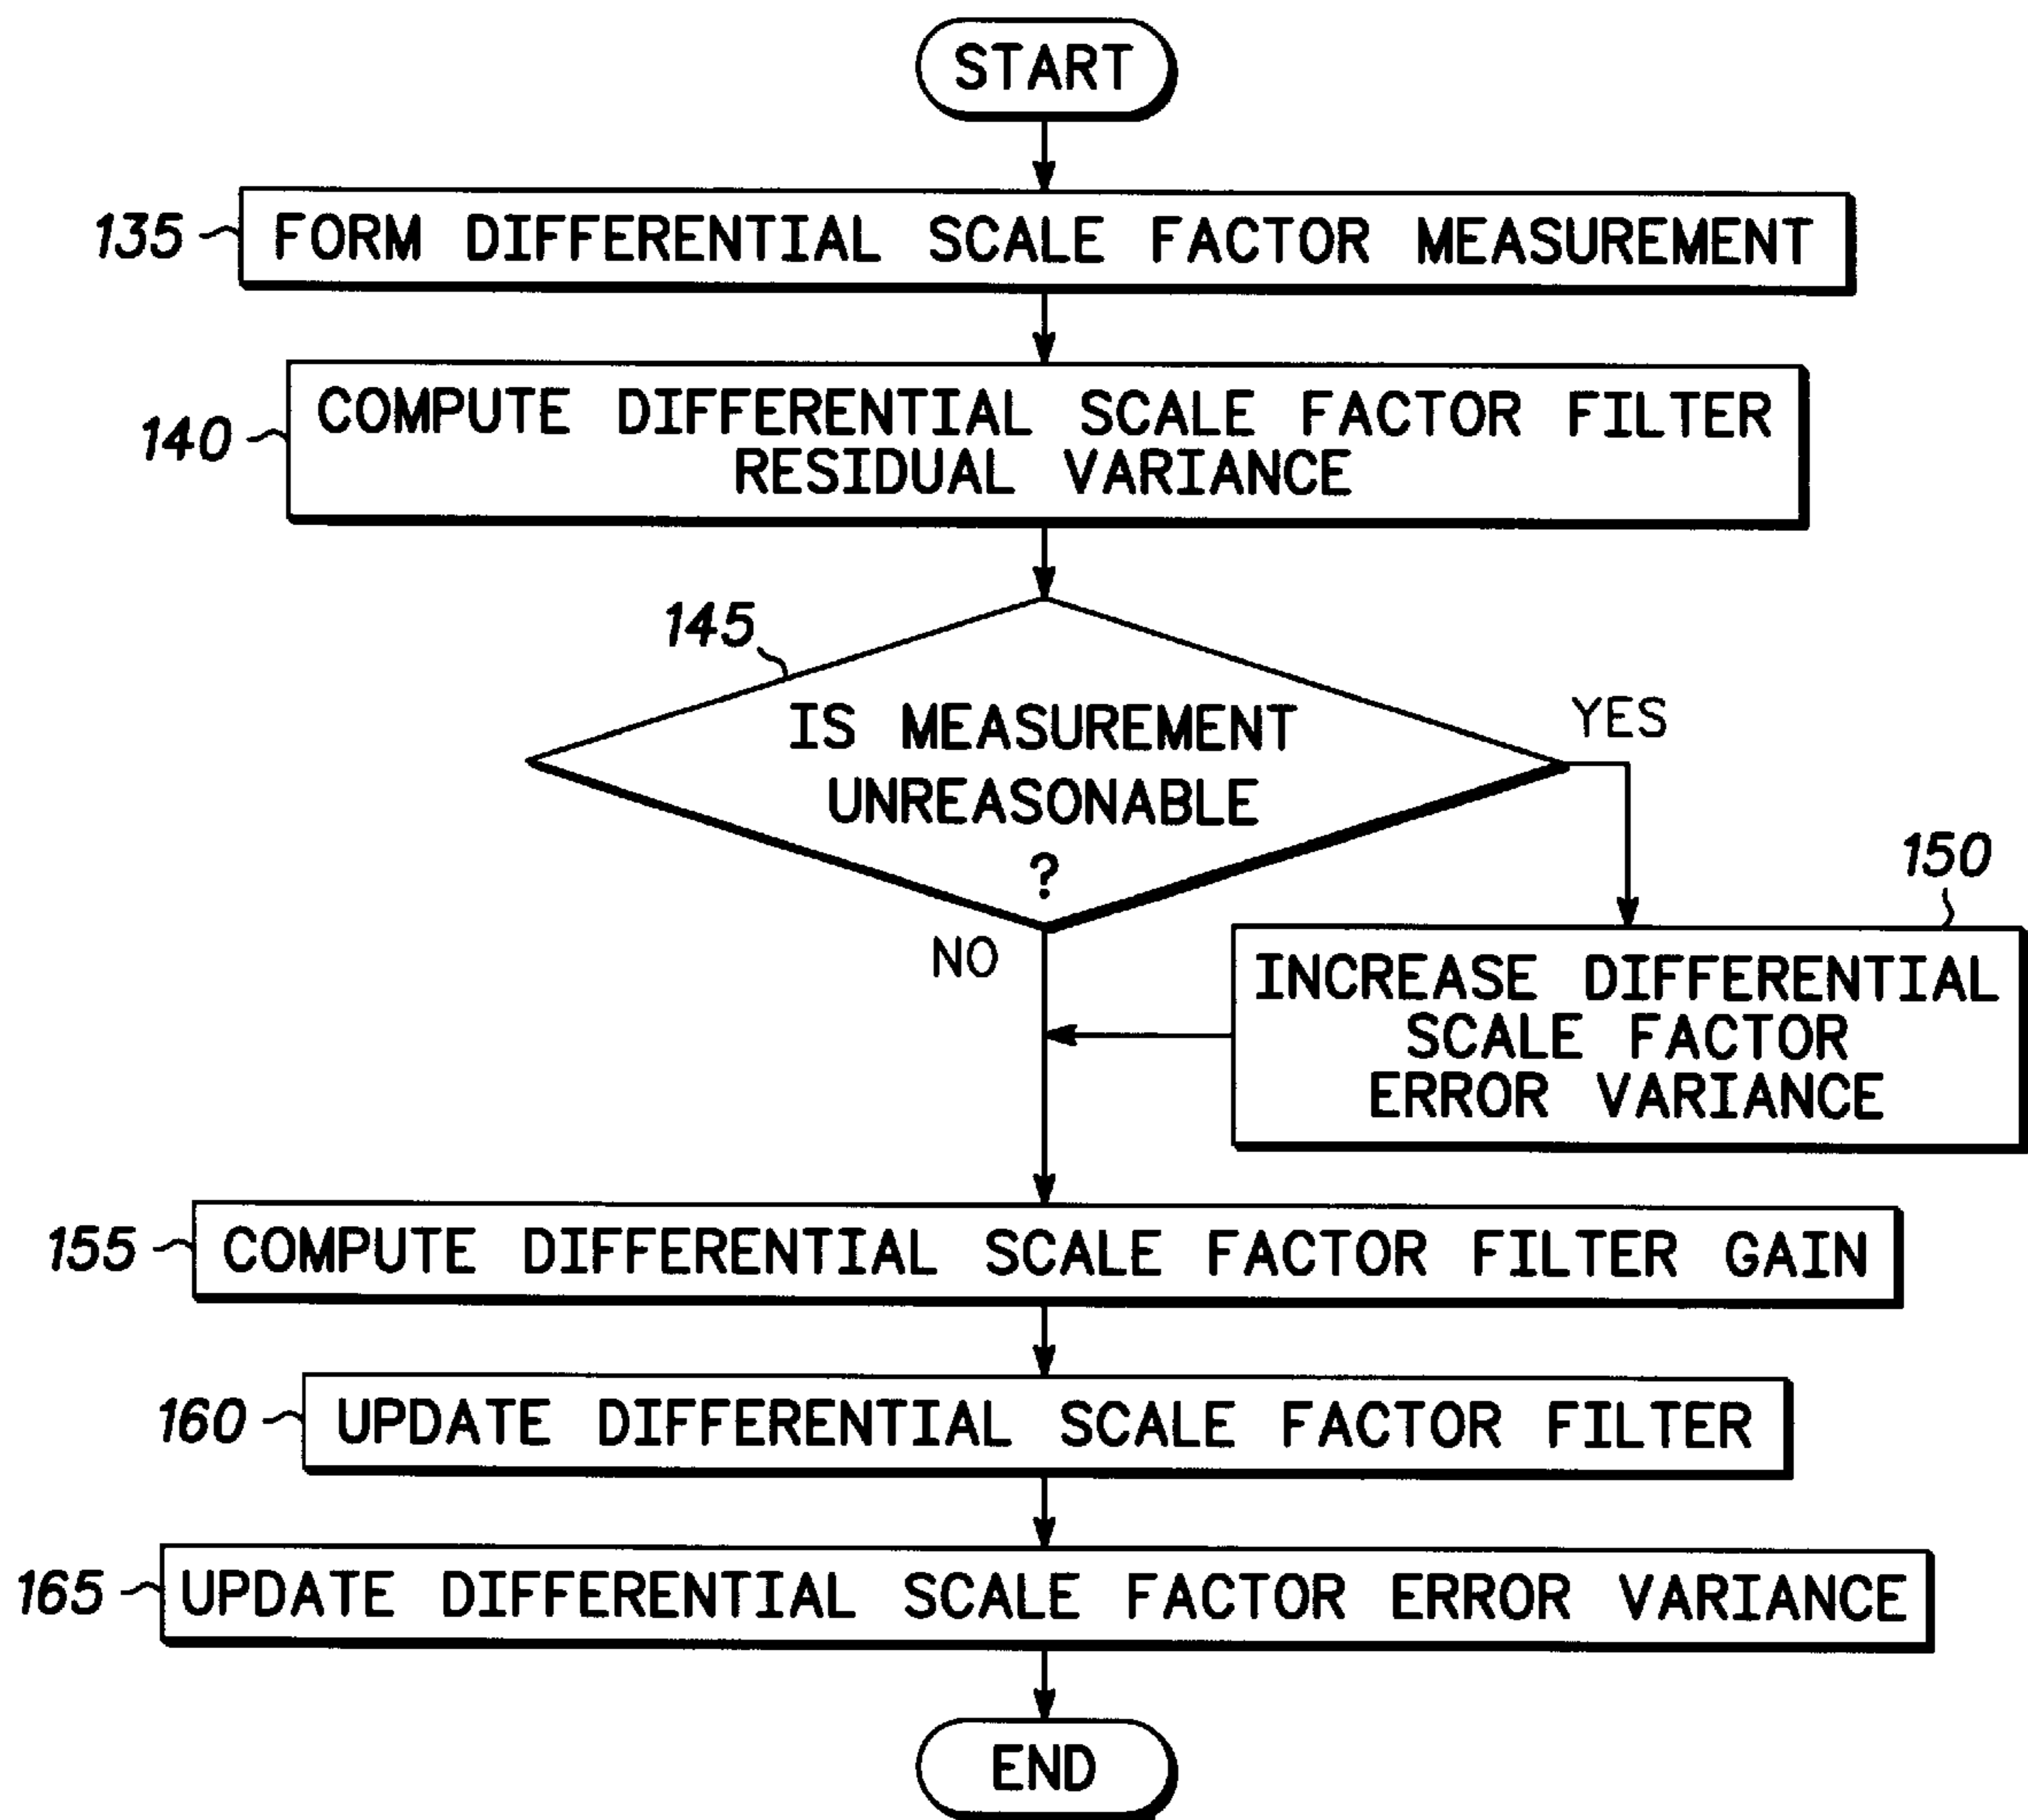 START
135
FORM DIFFERENTIAL SCALE FACTOR MEASUREMENT
140
COMPUTE DIFFERENTIAL SCALE FACTOR FILTER
RESIDUAL VARIANCE
145
IS MEASUREMENT
UNREASONABLE
?
YES
NO
150
INCREASE DIFFERENTIAL
SCALE FACTOR
ERROR VARIANCE
155
COMPUTE DIFFERENTIAL SCALE FACTOR FILTER GAIN
160
UPDATE DIFFERENTIAL SCALE FACTOR FILTER
165
UPDATE DIFFERENTIAL SCALE FACTOR ERROR VARIANCE
END